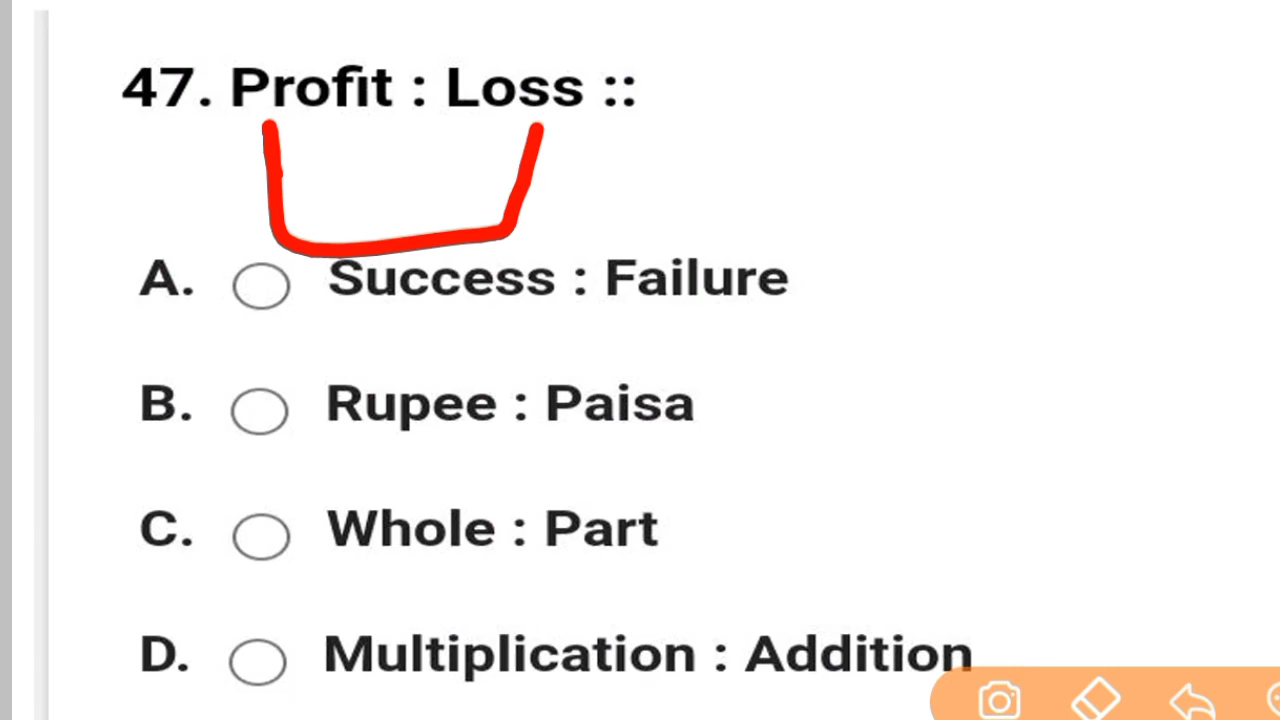 47. Profit : Loss ::
A. Success : Failure
B. Rupee : Paisa
C. Whole : Part
D. Multiplication : Addition